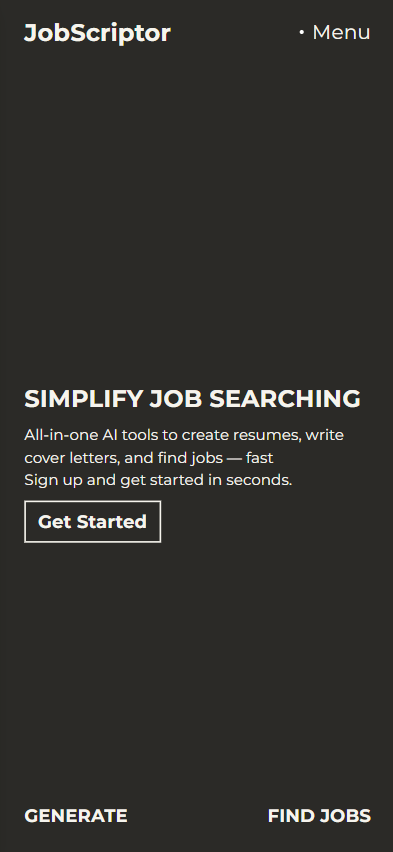 JobScriptor
• Menu
SIMPLIFY JOB SEARCHING
All-in-one AI tools to create resumes, write
cover letters, and find jobs — fast
Sign up and get started in seconds.
Get Started
GENERATE
FIND JOBS